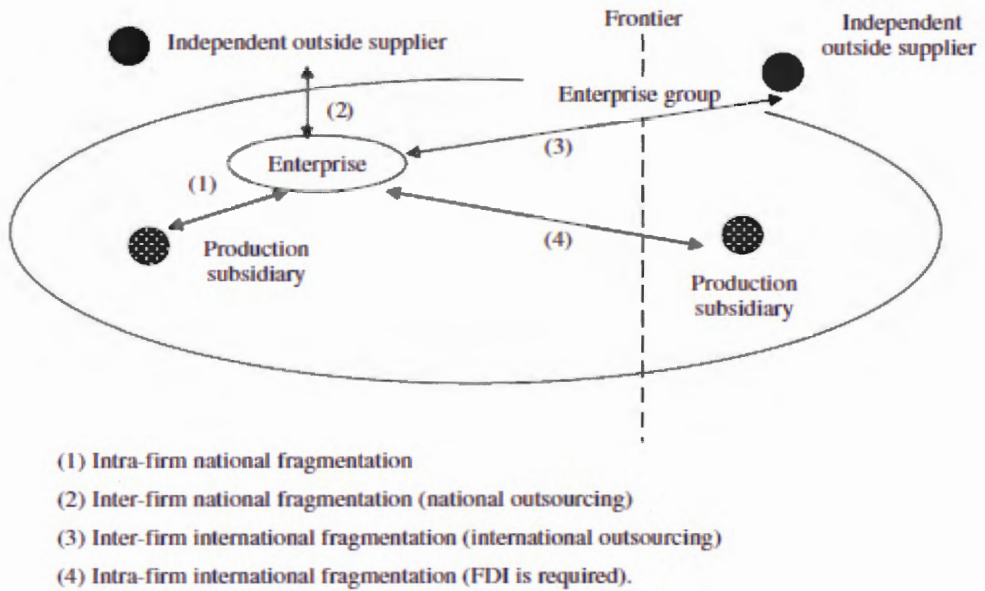 Frontier
Independent
outside supplier
Independent outside supplier
Enterprise group
(2)
(3)
Enterprise
(1)
(4)
Production
subsidiary
Production
subsidiary
(1) Intra-firm national fragmentation
(2) Inter-firm national fragmentation (national outsourcing)
(3) Inter-firm international fragmentation (international outsourcing)
(4) Intra-firm international fragmentation (FDI is required).